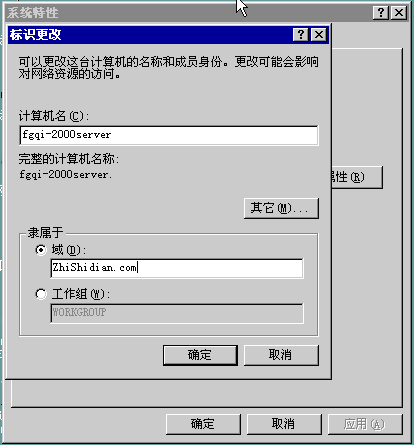 系统特性
标识更改
可以更改这台计算机的名称和成员身份。更改可能会影响
对网络资源的访问。
计算机名(C):
fgqi-2000server
完整的计算机名称:
fgqi-2000server.
属性(R)
其它(M)...
隶属于
域(D):
ZhiShidian.com
工作组(W):
WORKGROUP
确定 取消
确定 取消 应用(A)